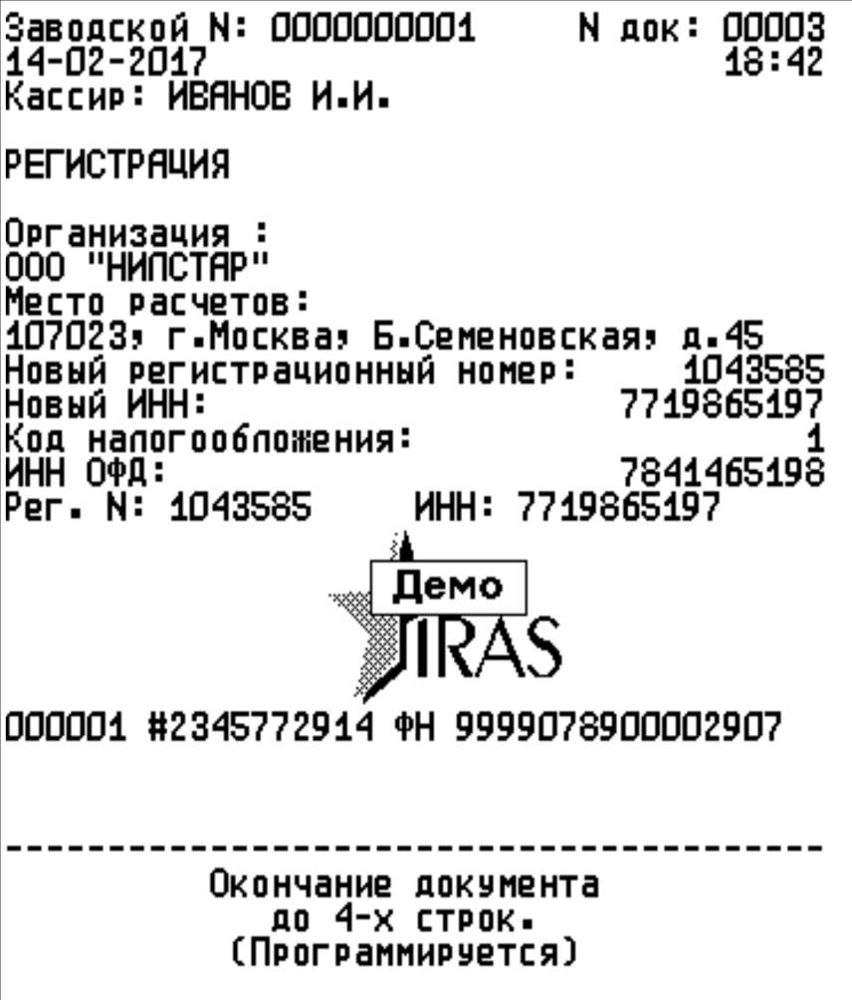 Заводской N: 0000000001 N док: 00003
14-02-2017 18:42
Кассир: ИВАНОВ И.И.
РЕГИСТРАЦИЯ
Организация :
ООО "НИПСТАР"
Место расчетов:
107023, г.Москва, Б.Семеновская, д.45
Новый регистрационный номер: 1043585
Новый ИНН: 7719865197
Код налогообложения: 1
ИНН ОФД: 7841465198
Рег. N: 1043585 ИНН: 7719865197
Демо
IRAS
000001 #2345772914 ФН 9999078900002907
Окончание документа
до 4-х строк.
(Программируется)